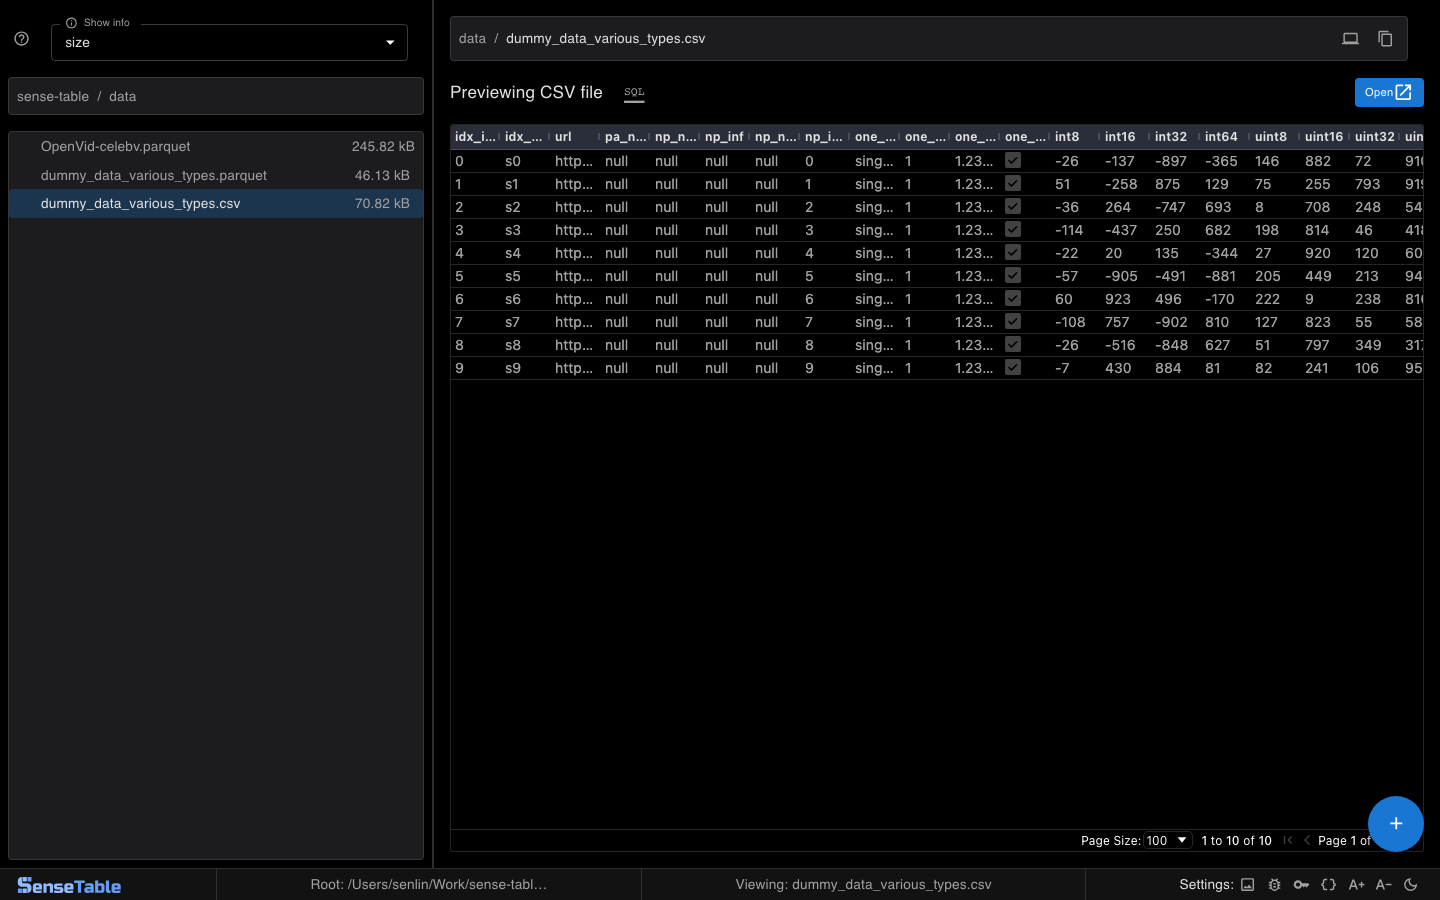 Show info
size
sense-table / data
OpenVid-celebv.parquet 245.82 kB
dummy_data_various_types.parquet 46.13 kB
dummy_data_various_types.csv 70.82 kB
data / dummy_data_various_types.csv
Previewing CSV file SQL
Open
idx_i... idx_... url pa_n... np_n... np_inf np_n... np_i... one_... one_... one_... one_... int8 int16 int32 int64 uint8 uint16 uint32 uin
0 s0 http... null null null null 0 sing... 1 1.23... -26 -137 -897 -365 146 882 72 910
1 s1 http... null null null null 1 sing... 1 1.23... 51 -258 875 129 75 255 793 919
2 s2 http... null null null null 2 sing... 1 1.23... -36 264 -747 693 8 708 248 54
3 s3 http... null null null null 3 sing... 1 1.23... -114 -437 250 682 198 814 46 418
4 s4 http... null null null null 4 sing... 1 1.23... -22 20 135 -344 27 920 120 60
5 s5 http... null null null null 5 sing... 1 1.23... -57 -905 -491 -881 205 449 213 94
6 s6 http... null null null null 6 sing... 1 1.23... 60 923 496 -170 222 9 238 816
7 s7 http... null null null null 7 sing... 1 1.23... -108 757 -902 810 127 823 55 58
8 s8 http... null null null null 8 sing... 1 1.23... -26 -516 -848 627 51 797 349 317
9 s9 http... null null null null 9 sing... 1 1.23... -7 430 884 81 82 241 106 95
Page Size: 100 1 to 10 of 10 Page 1 of
SenseTable
Root: /Users/senlin/Work/sense-tabl...
Viewing: dummy_data_various_types.csv
Settings: A+ A-